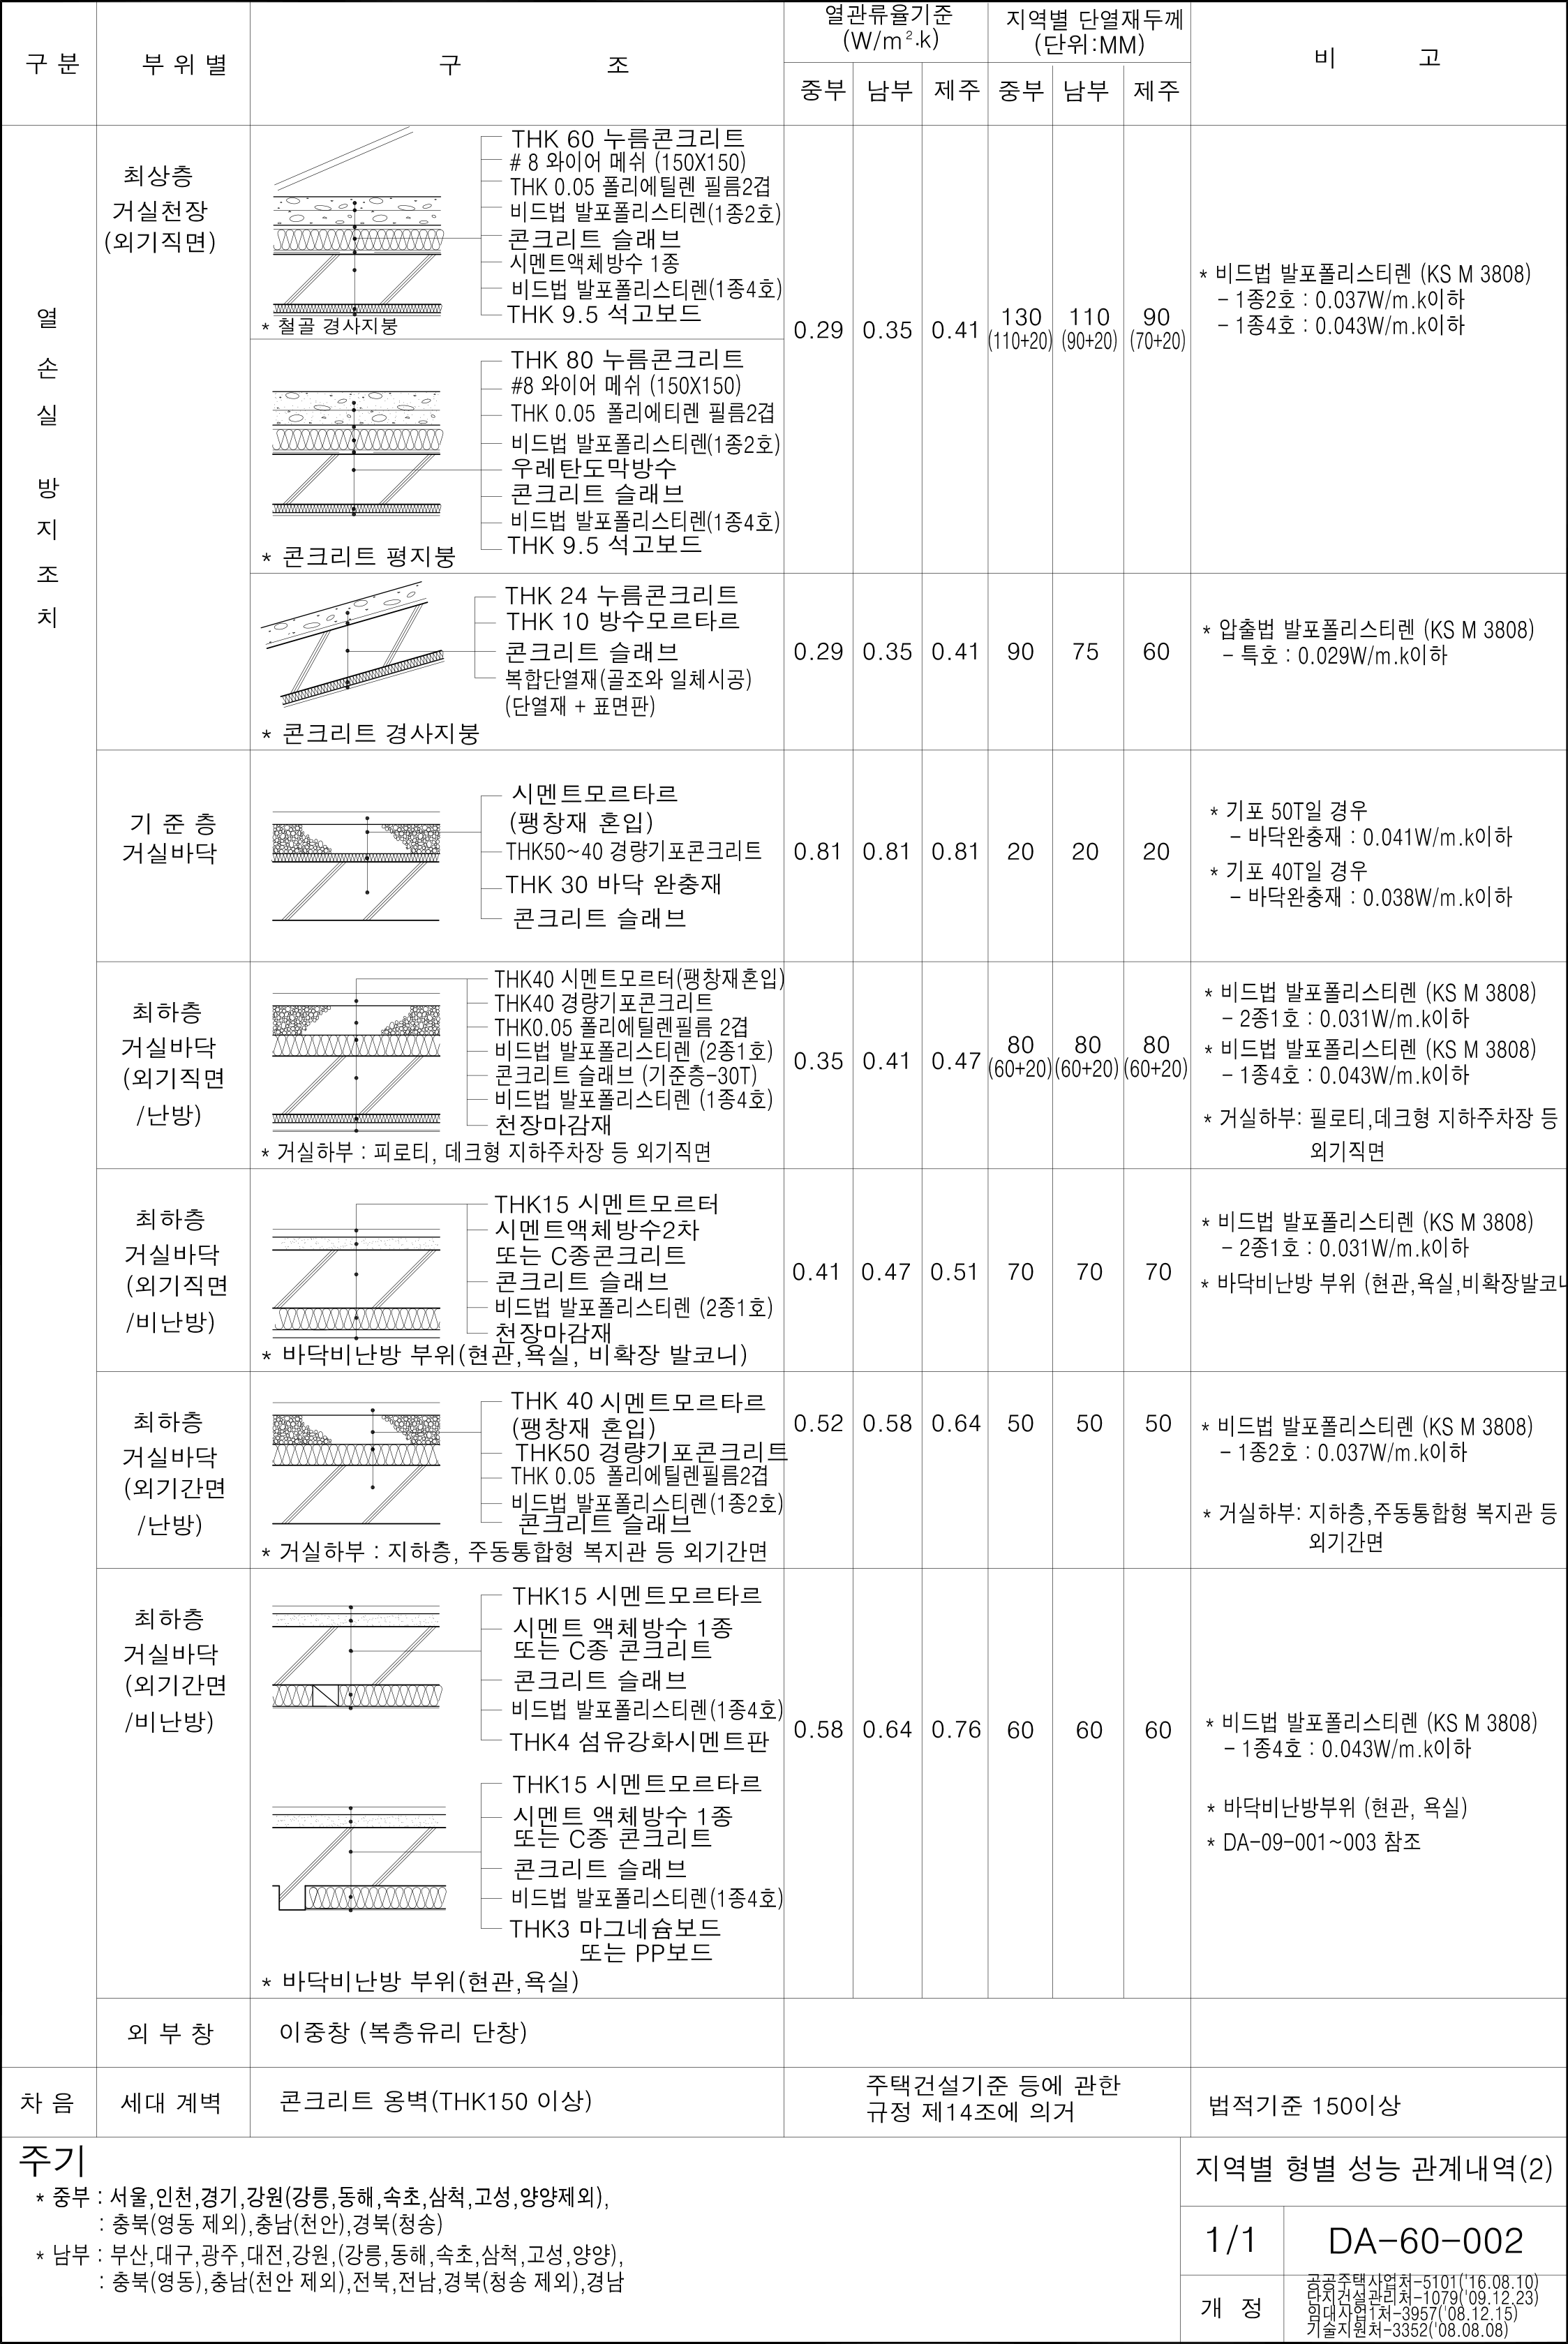 구 분
부 위 별
구 조
열관류율기준
(W/m².k)
지역별 단열재두께
(단위:MM)
비 고
중부 남부 제주 중부 남부 제주
열 손 실 방 지 조 치
최상층
거실천장
(외기직면)
THK 60 누름콘크리트
# 8 와이어 메쉬 (150X150)
THK 0.05 폴리에틸렌 필름2겹
비드법 발포폴리스티렌(1종2호)
콘크리트 슬래브
시멘트액체방수 1종
비드법 발포폴리스티렌(1종4호)
THK 9.5 석고보드
* 철골 경사지붕
THK 80 누름콘크리트
#8 와이어 메쉬 (150X150)
THK 0.05 폴리에티렌 필름2겹
비드법 발포폴리스티렌(1종2호)
우레탄도막방수
콘크리트 슬래브
비드법 발포폴리스티렌(1종4호)
THK 9.5 석고보드
* 콘크리트 평지붕
0.29 0.35 0.41 130 110 90
(110+20) (90+20) (70+20)
* 비드법 발포폴리스티렌 (KS M 3808)
- 1종2호 : 0.037W/m.k이하
- 1종4호 : 0.043W/m.k이하
THK 24 누름콘크리트
THK 10 방수모르타르
콘크리트 슬래브
복합단열재(골조와 일체시공)
(단열재 + 표면판)
* 콘크리트 경사지붕
0.29 0.35 0.41 90 75 60
* 압출법 발포폴리스티렌 (KS M 3808)
- 특호 : 0.029W/m.k이하
기 준 층
거실바닥
시멘트모르타르
(팽창재 혼입)
THK50~40 경량기포콘크리트
THK 30 바닥 완충재
콘크리트 슬래브
0.81 0.81 0.81 20 20 20
* 기포 50T일 경우
- 바닥완충재 : 0.041W/m.k이하
* 기포 40T일 경우
- 바닥완충재 : 0.038W/m.k이하
최하층
거실바닥
(외기직면
/난방)
THK40 시멘트모르터(팽창재혼입)
THK40 경량기포콘크리트
THK0.05 폴리에틸렌필름 2겹
비드법 발포폴리스티렌 (2종1호)
콘크리트 슬래브 (기준층-30T)
비드법 발포폴리스티렌 (1종4호)
천장마감재
* 거실하부 : 피로티, 데크형 지하주차장 등 외기직면
0.35 0.41 0.47 80 80 80
(60+20) (60+20) (60+20)
* 비드법 발포폴리스티렌 (KS M 3808)
- 2종1호 : 0.031W/m.k이하
* 비드법 발포폴리스티렌 (KS M 3808)
- 1종4호 : 0.043W/m.k이하
* 거실하부: 필로티,데크형 지하주차장 등
외기직면
최하층
거실바닥
(외기직면
/비난방)
THK15 시멘트모르터
시멘트액체방수2차
또는 C종콘크리트
콘크리트 슬래브
비드법 발포폴리스티렌 (2종1호)
천장마감재
* 바닥비난방 부위(현관,욕실, 비확장 발코니)
0.41 0.47 0.51 70 70 70
* 비드법 발포폴리스티렌 (KS M 3808)
- 2종1호 : 0.031W/m.k이하
* 바닥비난방 부위 (현관,욕실,비확장발코니
최하층
거실바닥
(외기간면
/난방)
THK 40 시멘트모르타르
(팽창재 혼입)
THK50 경량기포콘크리트
THK 0.05 폴리에틸렌필름2겹
비드법 발포폴리스티렌(1종2호)
콘크리트 슬래브
* 거실하부 : 지하층, 주동통합형 복지관 등 외기간면
0.52 0.58 0.64 50 50 50
* 비드법 발포폴리스티렌 (KS M 3808)
- 1종2호 : 0.037W/m.k이하
* 거실하부: 지하층,주동통합형 복지관 등
외기간면
최하층
거실바닥
(외기간면
/비난방)
THK15 시멘트모르타르
시멘트 액체방수 1종
또는 C종 콘크리트
콘크리트 슬래브
비드법 발포폴리스티렌(1종4호)
THK4 섬유강화시멘트판
THK15 시멘트모르타르
시멘트 액체방수 1종
또는 C종 콘크리트
콘크리트 슬래브
비드법 발포폴리스티렌(1종4호)
THK3 마그네슘보드
또는 PP보드
* 바닥비난방 부위(현관,욕실)
0.58 0.64 0.76 60 60 60
* 비드법 발포폴리스티렌 (KS M 3808)
- 1종4호 : 0.043W/m.k이하
* 바닥비난방부위 (현관, 욕실)
* DA-09-001~003 참조
외 부 창
이중창 (복층유리 단창)
차 음
세대 계벽
콘크리트 옹벽(THK150 이상)
주택건설기준 등에 관한
규정 제14조에 의거
법적기준 150이상
주기
* 중부 : 서울,인천,경기,강원(강릉,동해,속초,삼척,고성,양양제외),
: 충북(영동 제외),충남(천안),경북(청송)
* 남부 : 부산,대구,광주,대전,강원,(강릉,동해,속초,삼척,고성,양양),
: 충북(영동),충남(천안 제외),전북,전남,경북(청송 제외),경남
지역별 형별 성능 관계내역(2)
1/1
DA-60-002
개 정
공공주택사업처-5101('16.08.10)
단지건설관리처-1079('09.12.23)
임대사업1처-3957('08.12.15)
기술지원처-3352('08.08.08)